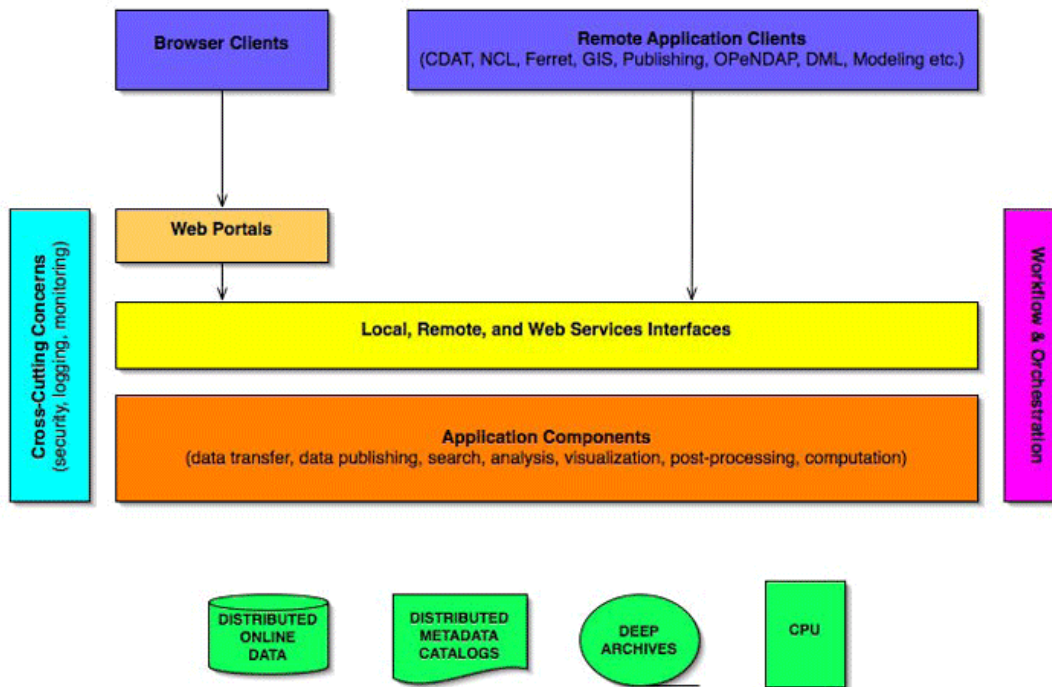 Browser Clients
Remote Application Clients
(CDAT, NCL, Ferret, GIS, Publishing, OPeNDAP, DML, Modeling etc.)
Web Portals
Cross-Cutting Concerns
(security, logging, monitoring)
Workflow & Orchestration
Local, Remote, and Web Services Interfaces
Application Components
(data transfer, data publishing, search, analysis, visualization, post-processing, computation)
DISTRIBUTED
ONLINE
DATA
DISTRIBUTED
METADATA
CATALOGS
DEEP
ARCHIVES
CPU